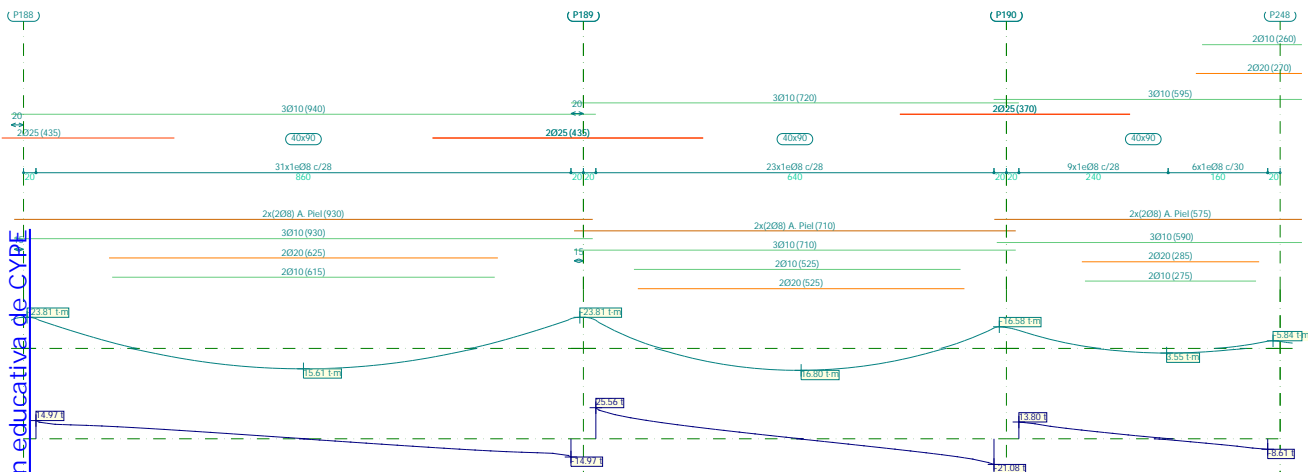 P188 P189 P190 P248
2Ø10 (260)
2Ø20 (270)
3Ø10 (940) 3Ø10 (720) 3Ø10 (595)
20 20 2Ø25 (370)
2Ø25 (435) 40x90 2Ø25 (435) 40x90 40x90
31x1eØ8 c/28 23x1eØ8 c/28 9x1eØ8 c/28 6x1eØ8 c/30
20 860 20 20 640 20 20 240 160 20
2x(2Ø8) A. Piel (930) 2x(2Ø8) A. Piel (710) 2x(2Ø8) A. Piel (575)
3Ø10 (930) 3Ø10 (710) 3Ø10 (590)
15
2Ø20 (625) 2Ø10 (525) 2Ø20 (285)
2Ø10 (615) 2Ø20 (525) 2Ø10 (275)
-23.81 t·m -23.81 t·m -16.58 t·m -5.84 t·m
15.61 t·m 16.80 t·m 3.55 t·m
14.97 t 25.56 t 13.80 t
-14.97 t -21.08 t -8.61 t
n educativa de CYPE